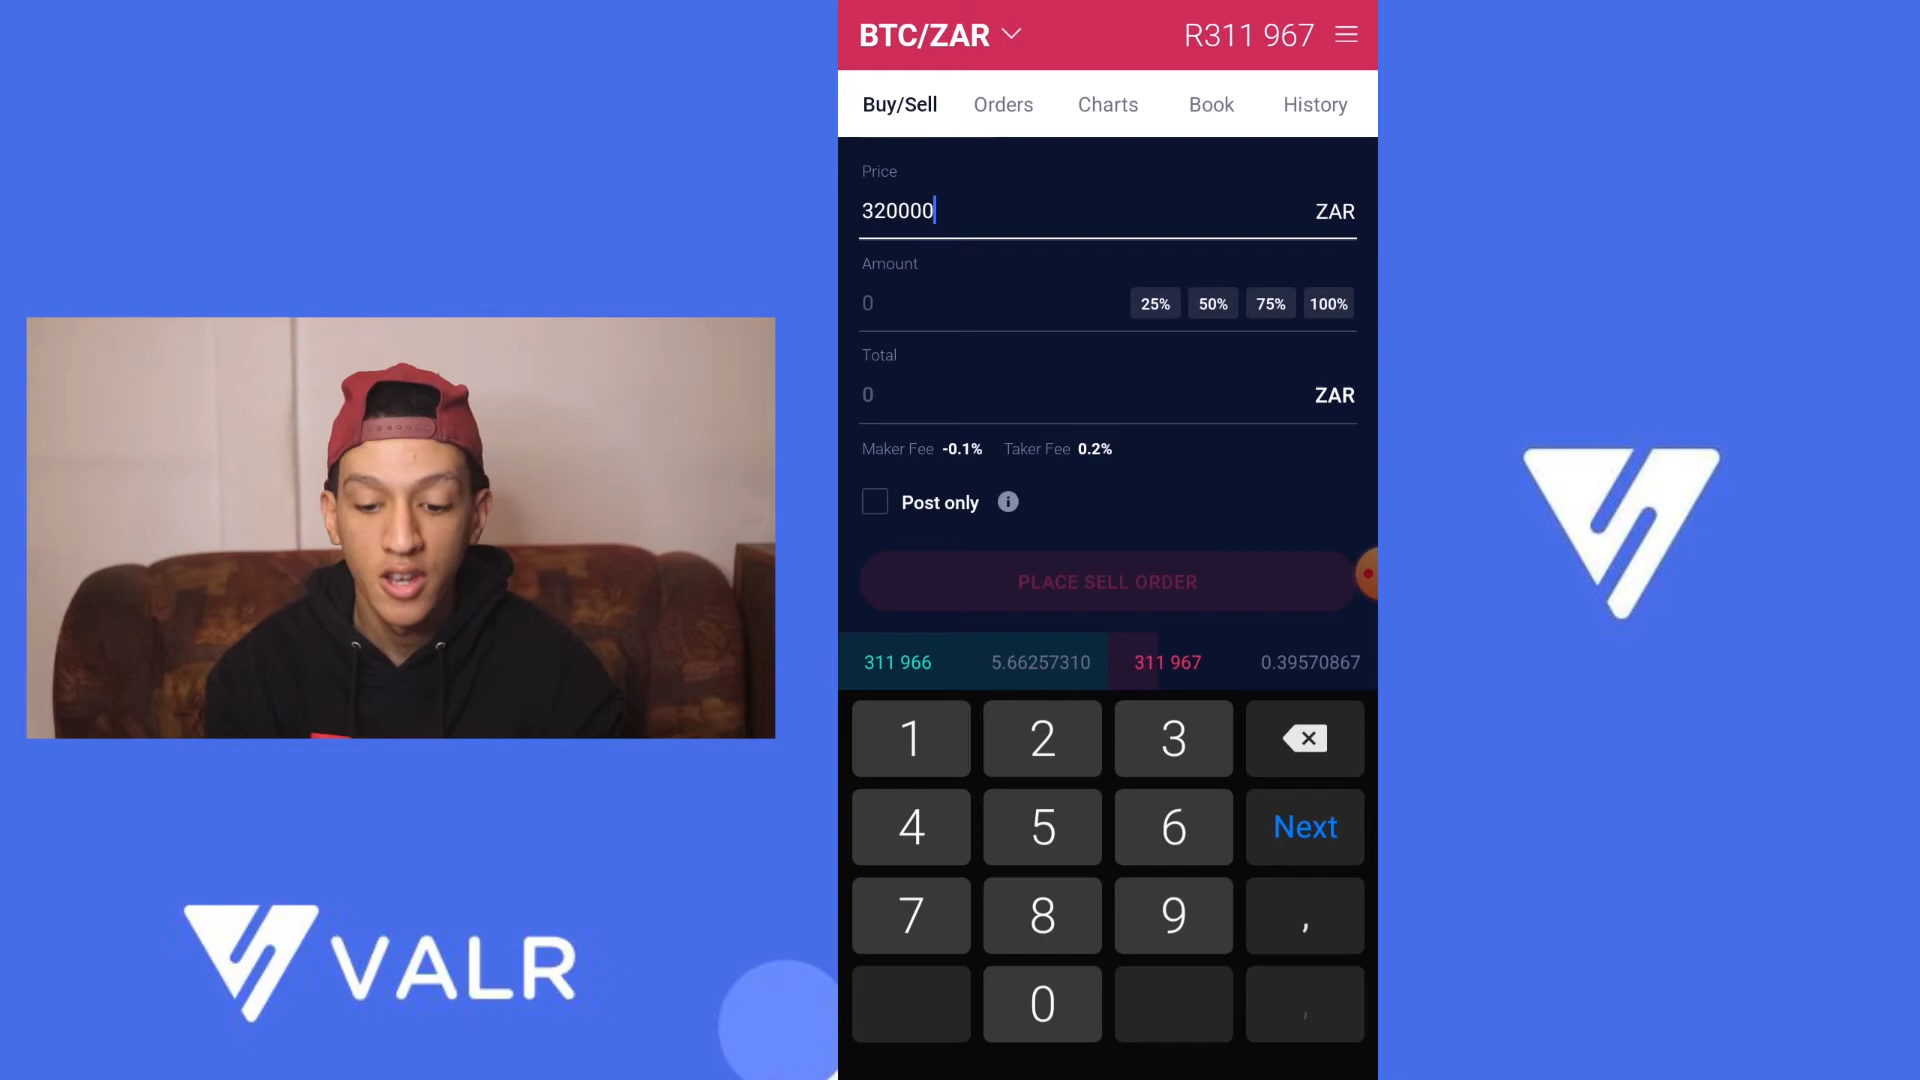 BTC/ZAR R311 967
Buy/Sell Orders Charts Book History
Price
320000 ZAR
Amount
0 25% 50% 75% 100%
Total
0 ZAR
Maker Fee -0.1% Taker Fee 0.2%
Post only i
PLACE SELL ORDER
311 966 5.66257310 311 967 0.39570867
1 2 3
4 5 6 Next
7 8 9 ,
0 ,
VALR